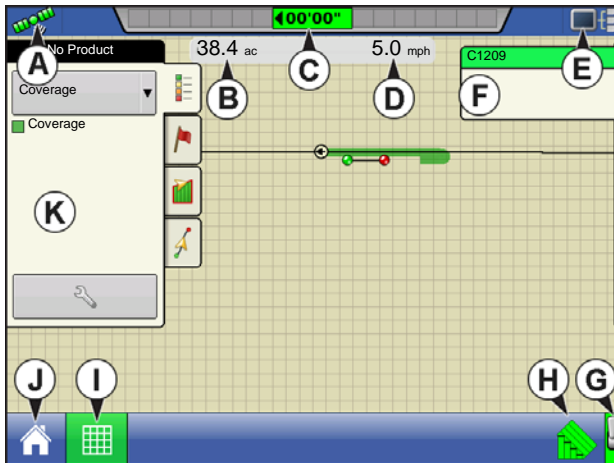 00'00"
No Product
38.4 ac
5.0 mph
C1209
A
B
C
D
E
F
Coverage
Coverage
K
J
I
H
G